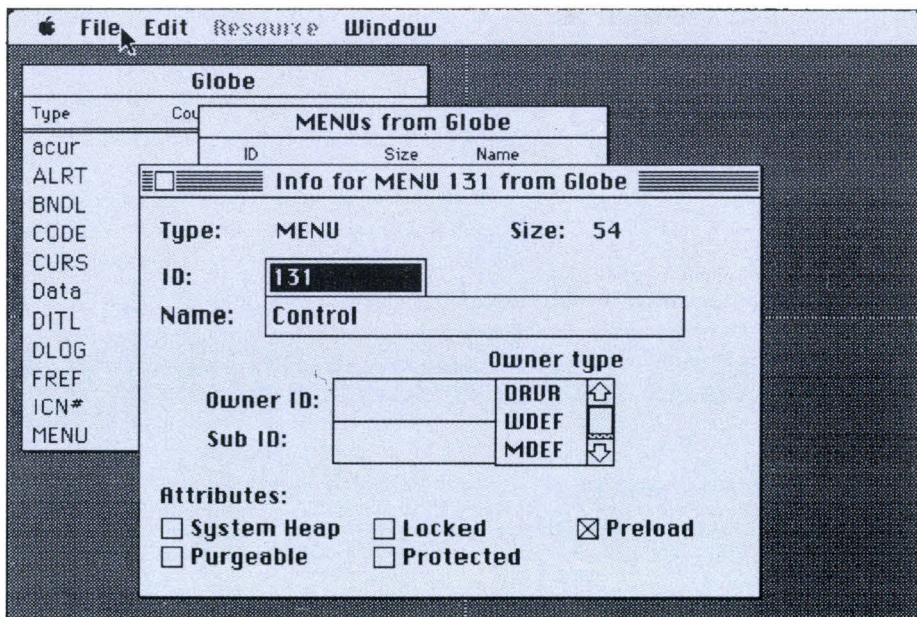 File Edit Resource Window
Globe
Type
acur
ALRT
BNDL
CODE
CURS
Data
DITL
DLOG
FREF
ICN#
MENU
MENUs from Globe
ID Size Name
Info for MENU 131 from Globe
Type: MENU Size: 54
ID: 131
Name: Control
Owner type
Owner ID:
Sub ID:
DRVR
WDEF
MDEF
Attributes:
System Heap Locked Preload
Purgeable Protected